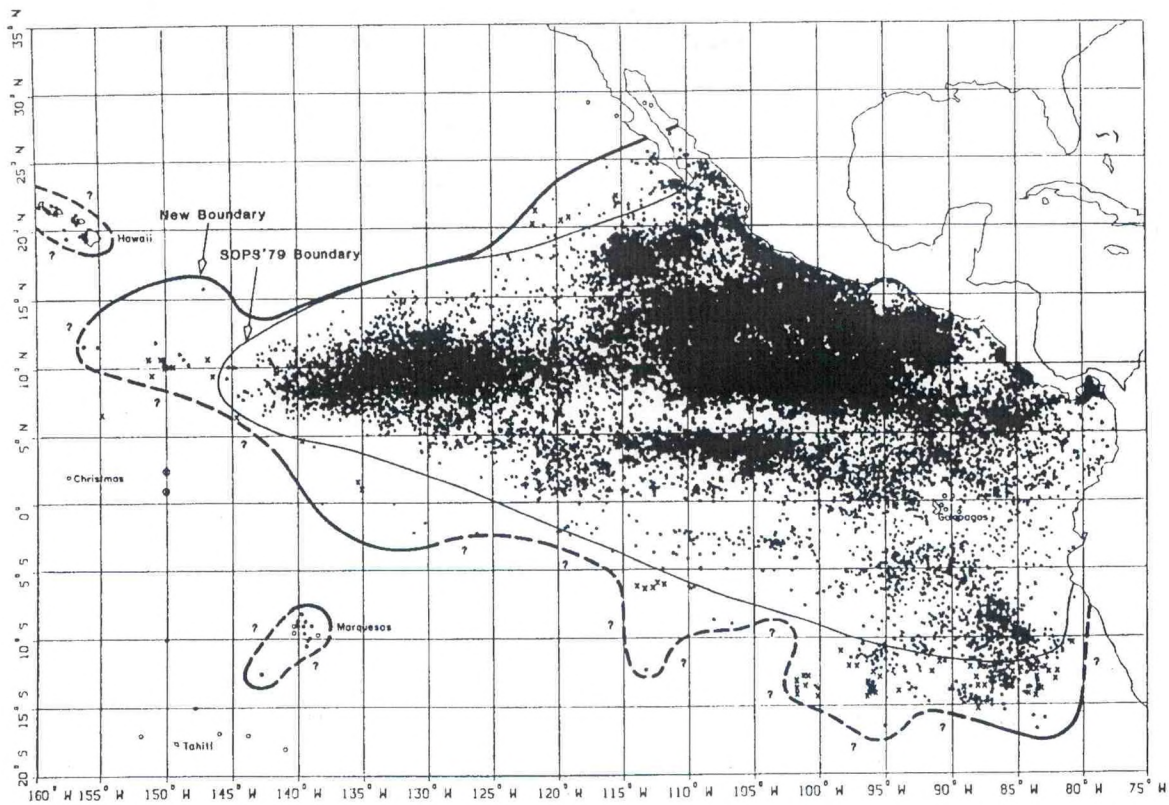 35° N
30° N
25° N
20° N
15° N
10° N
5° N
0°
5° S
10° S
15° S
20° S
?
Hawaii
?
New Boundary
SOPS'79 Boundary
?
?
?
Christmas
Galapagos
?
?
?
Marquesas
?
?
?
?
?
?
?
?
Tahiti
160° W 155° W 150° W 145° W 140° W 135° W 130° W 125° W 120° W 115° W 110° W 105° W 100° W 95° W 90° W 85° W 80° W 75° W